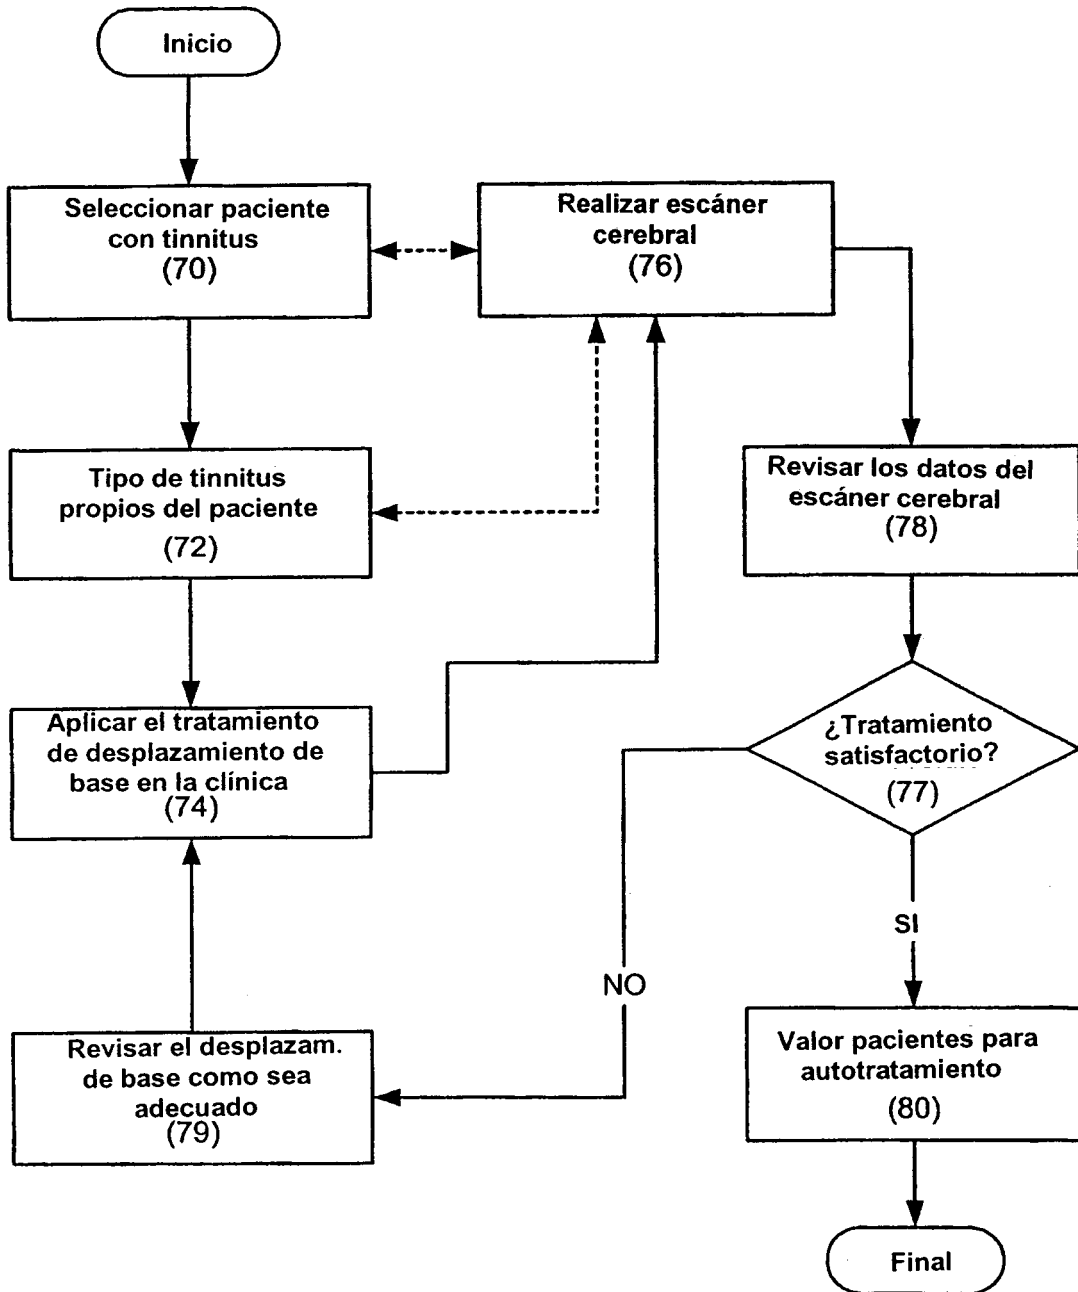 Inicio
Seleccionar paciente
con tinnitus
(70)
Realizar escáner
cerebral
(76)
Tipo de tinnitus
propios del paciente
(72)
Revisar los datos del
escáner cerebral
(78)
Aplicar el tratamiento
de desplazamiento de
base en la clínica
(74)
¿Tratamiento
satisfactorio?
(77)
SI
NO
Revisar el desplazam.
de base como sea
adecuado
(79)
Valor pacientes para
autotratamiento
(80)
Final